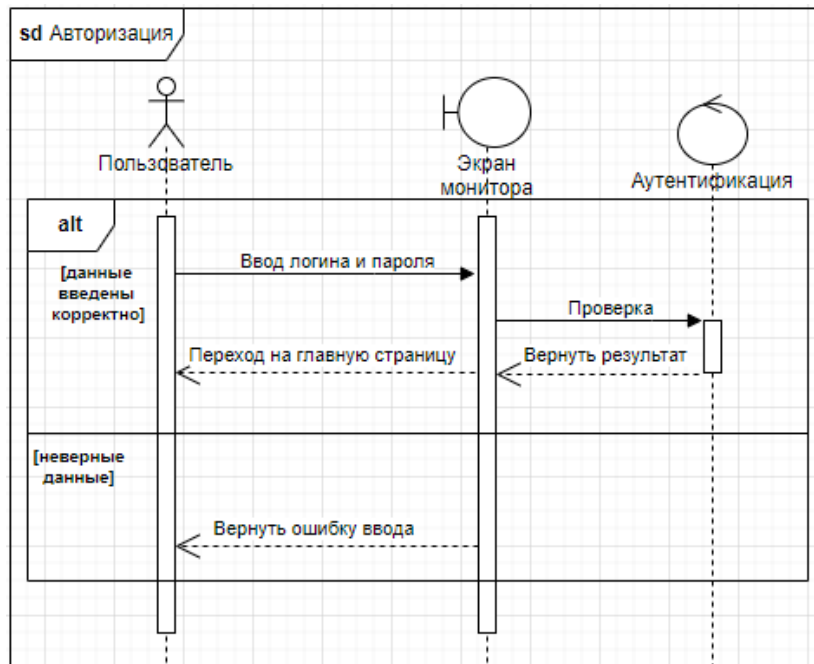 sd Авторизация
Пользователь
Экран
монитора
Аутентификация
alt
[данные
введены
корректно]
Ввод логина и пароля
Проверка
Переход на главную страницу
Вернуть результат
[неверные
данные]
Вернуть ошибку ввода